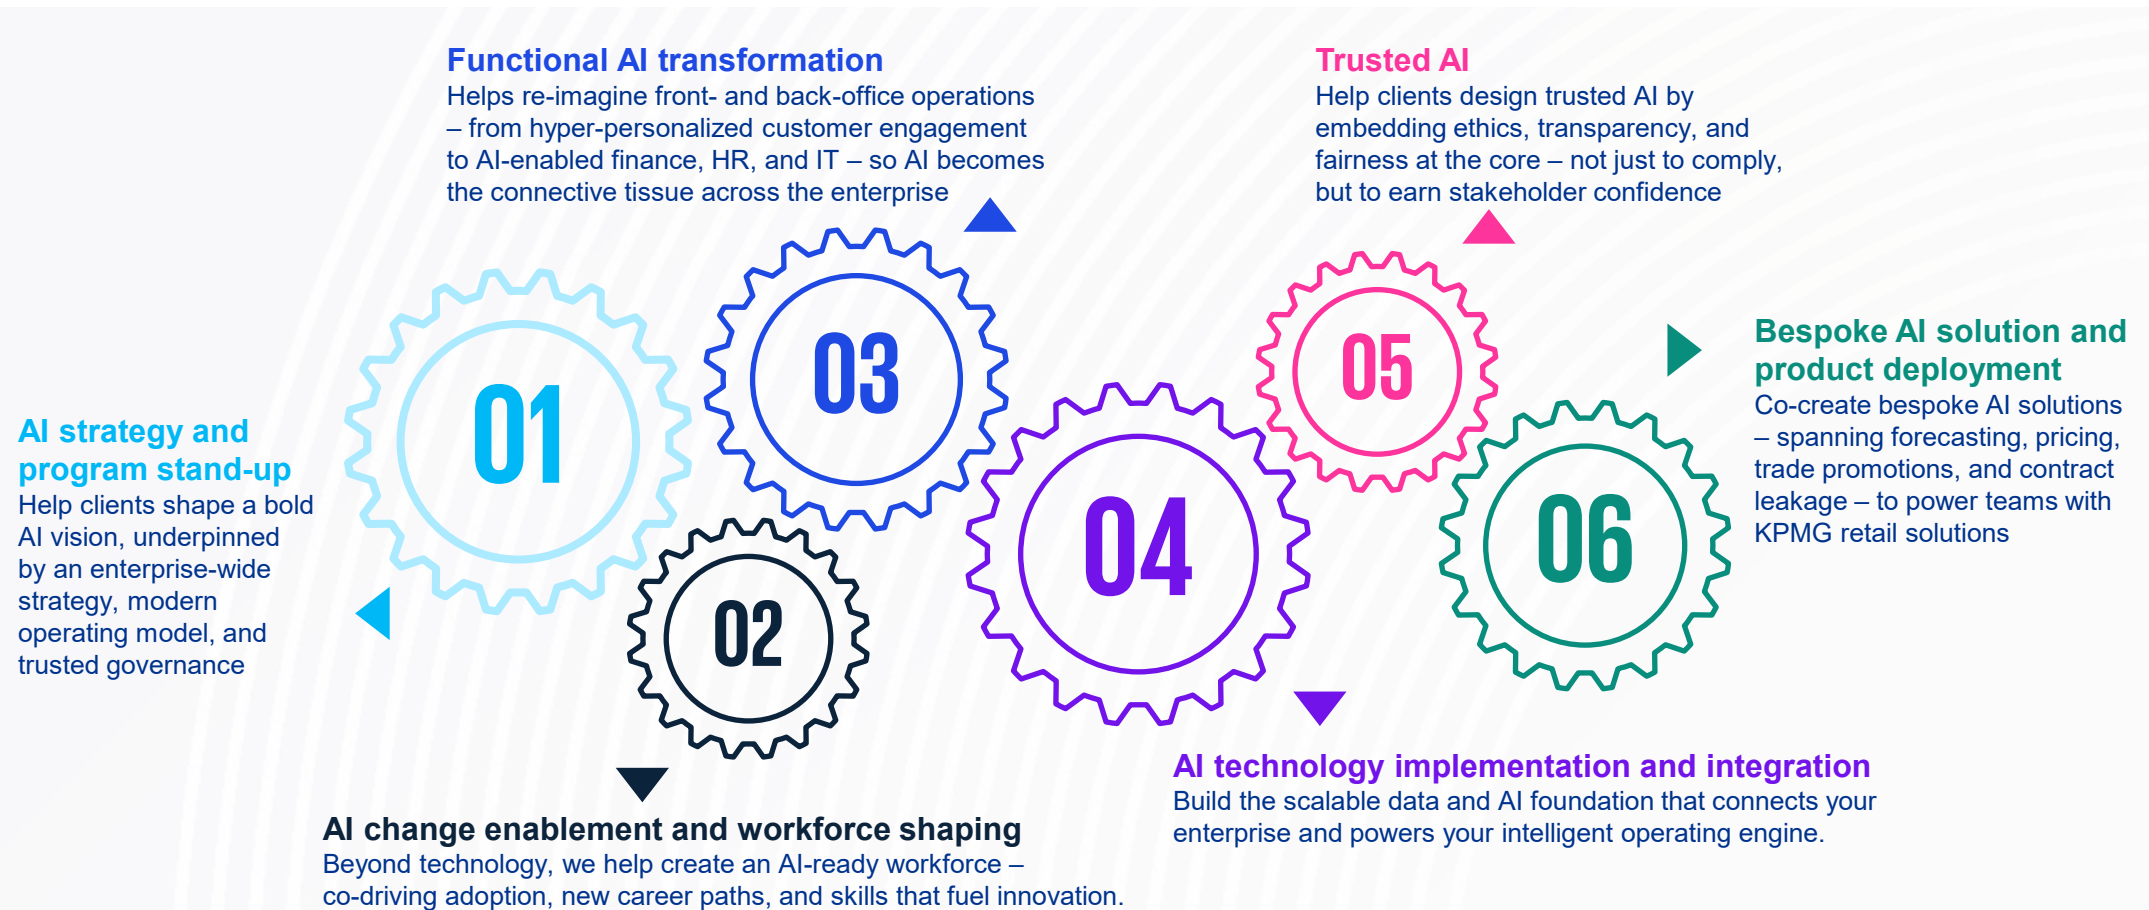 01
AI strategy and
program stand-up
Help clients shape a bold
AI vision, underpinned
by an enterprise-wide
strategy, modern
operating model, and
trusted governance
02
AI change enablement and workforce shaping
Beyond technology, we help create an AI-ready workforce –
co-driving adoption, new career paths, and skills that fuel innovation.
03
Functional AI transformation
Helps re-imagine front- and back-office operations
– from hyper-personalized customer engagement
to AI-enabled finance, HR, and IT – so AI becomes
the connective tissue across the enterprise
04
AI technology implementation and integration
Build the scalable data and AI foundation that connects your
enterprise and powers your intelligent operating engine.
05
Trusted AI
Help clients design trusted AI by
embedding ethics, transparency, and
fairness at the core – not just to comply,
but to earn stakeholder confidence
06
Bespoke AI solution and
product deployment
Co-create bespoke AI solutions
– spanning forecasting, pricing,
trade promotions, and contract
leakage – to power teams with
KPMG retail solutions